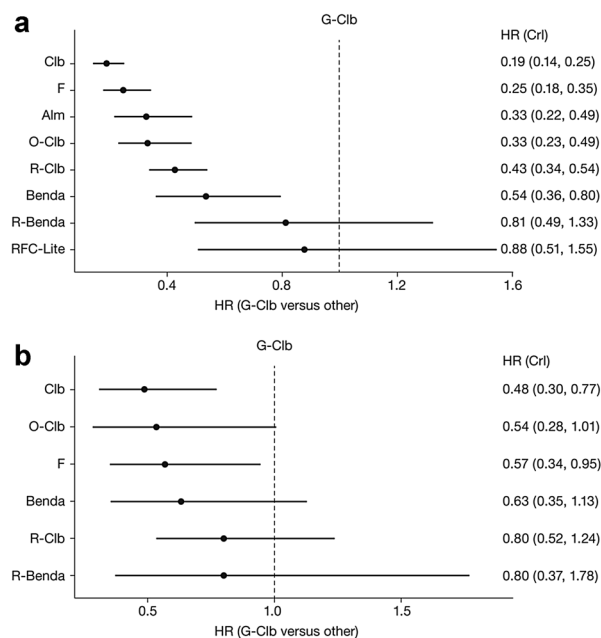 a
G-Clb
HR (Crl)
Clb 0.19 (0.14, 0.25)
F 0.25 (0.18, 0.35)
Alm 0.33 (0.22, 0.49)
O-Clb 0.33 (0.23, 0.49)
R-Clb 0.43 (0.34, 0.54)
Benda 0.54 (0.36, 0.80)
R-Benda 0.81 (0.49, 1.33)
RFC-Lite 0.88 (0.51, 1.55)
0.4 0.8 1.2 1.6
HR (G-Clb versus other)
b
G-Clb
HR (Crl)
Clb 0.48 (0.30, 0.77)
O-Clb 0.54 (0.28, 1.01)
F 0.57 (0.34, 0.95)
Benda 0.63 (0.35, 1.13)
R-Clb 0.80 (0.52, 1.24)
R-Benda 0.80 (0.37, 1.78)
0.5 1.0 1.5
HR (G-Clb versus other)